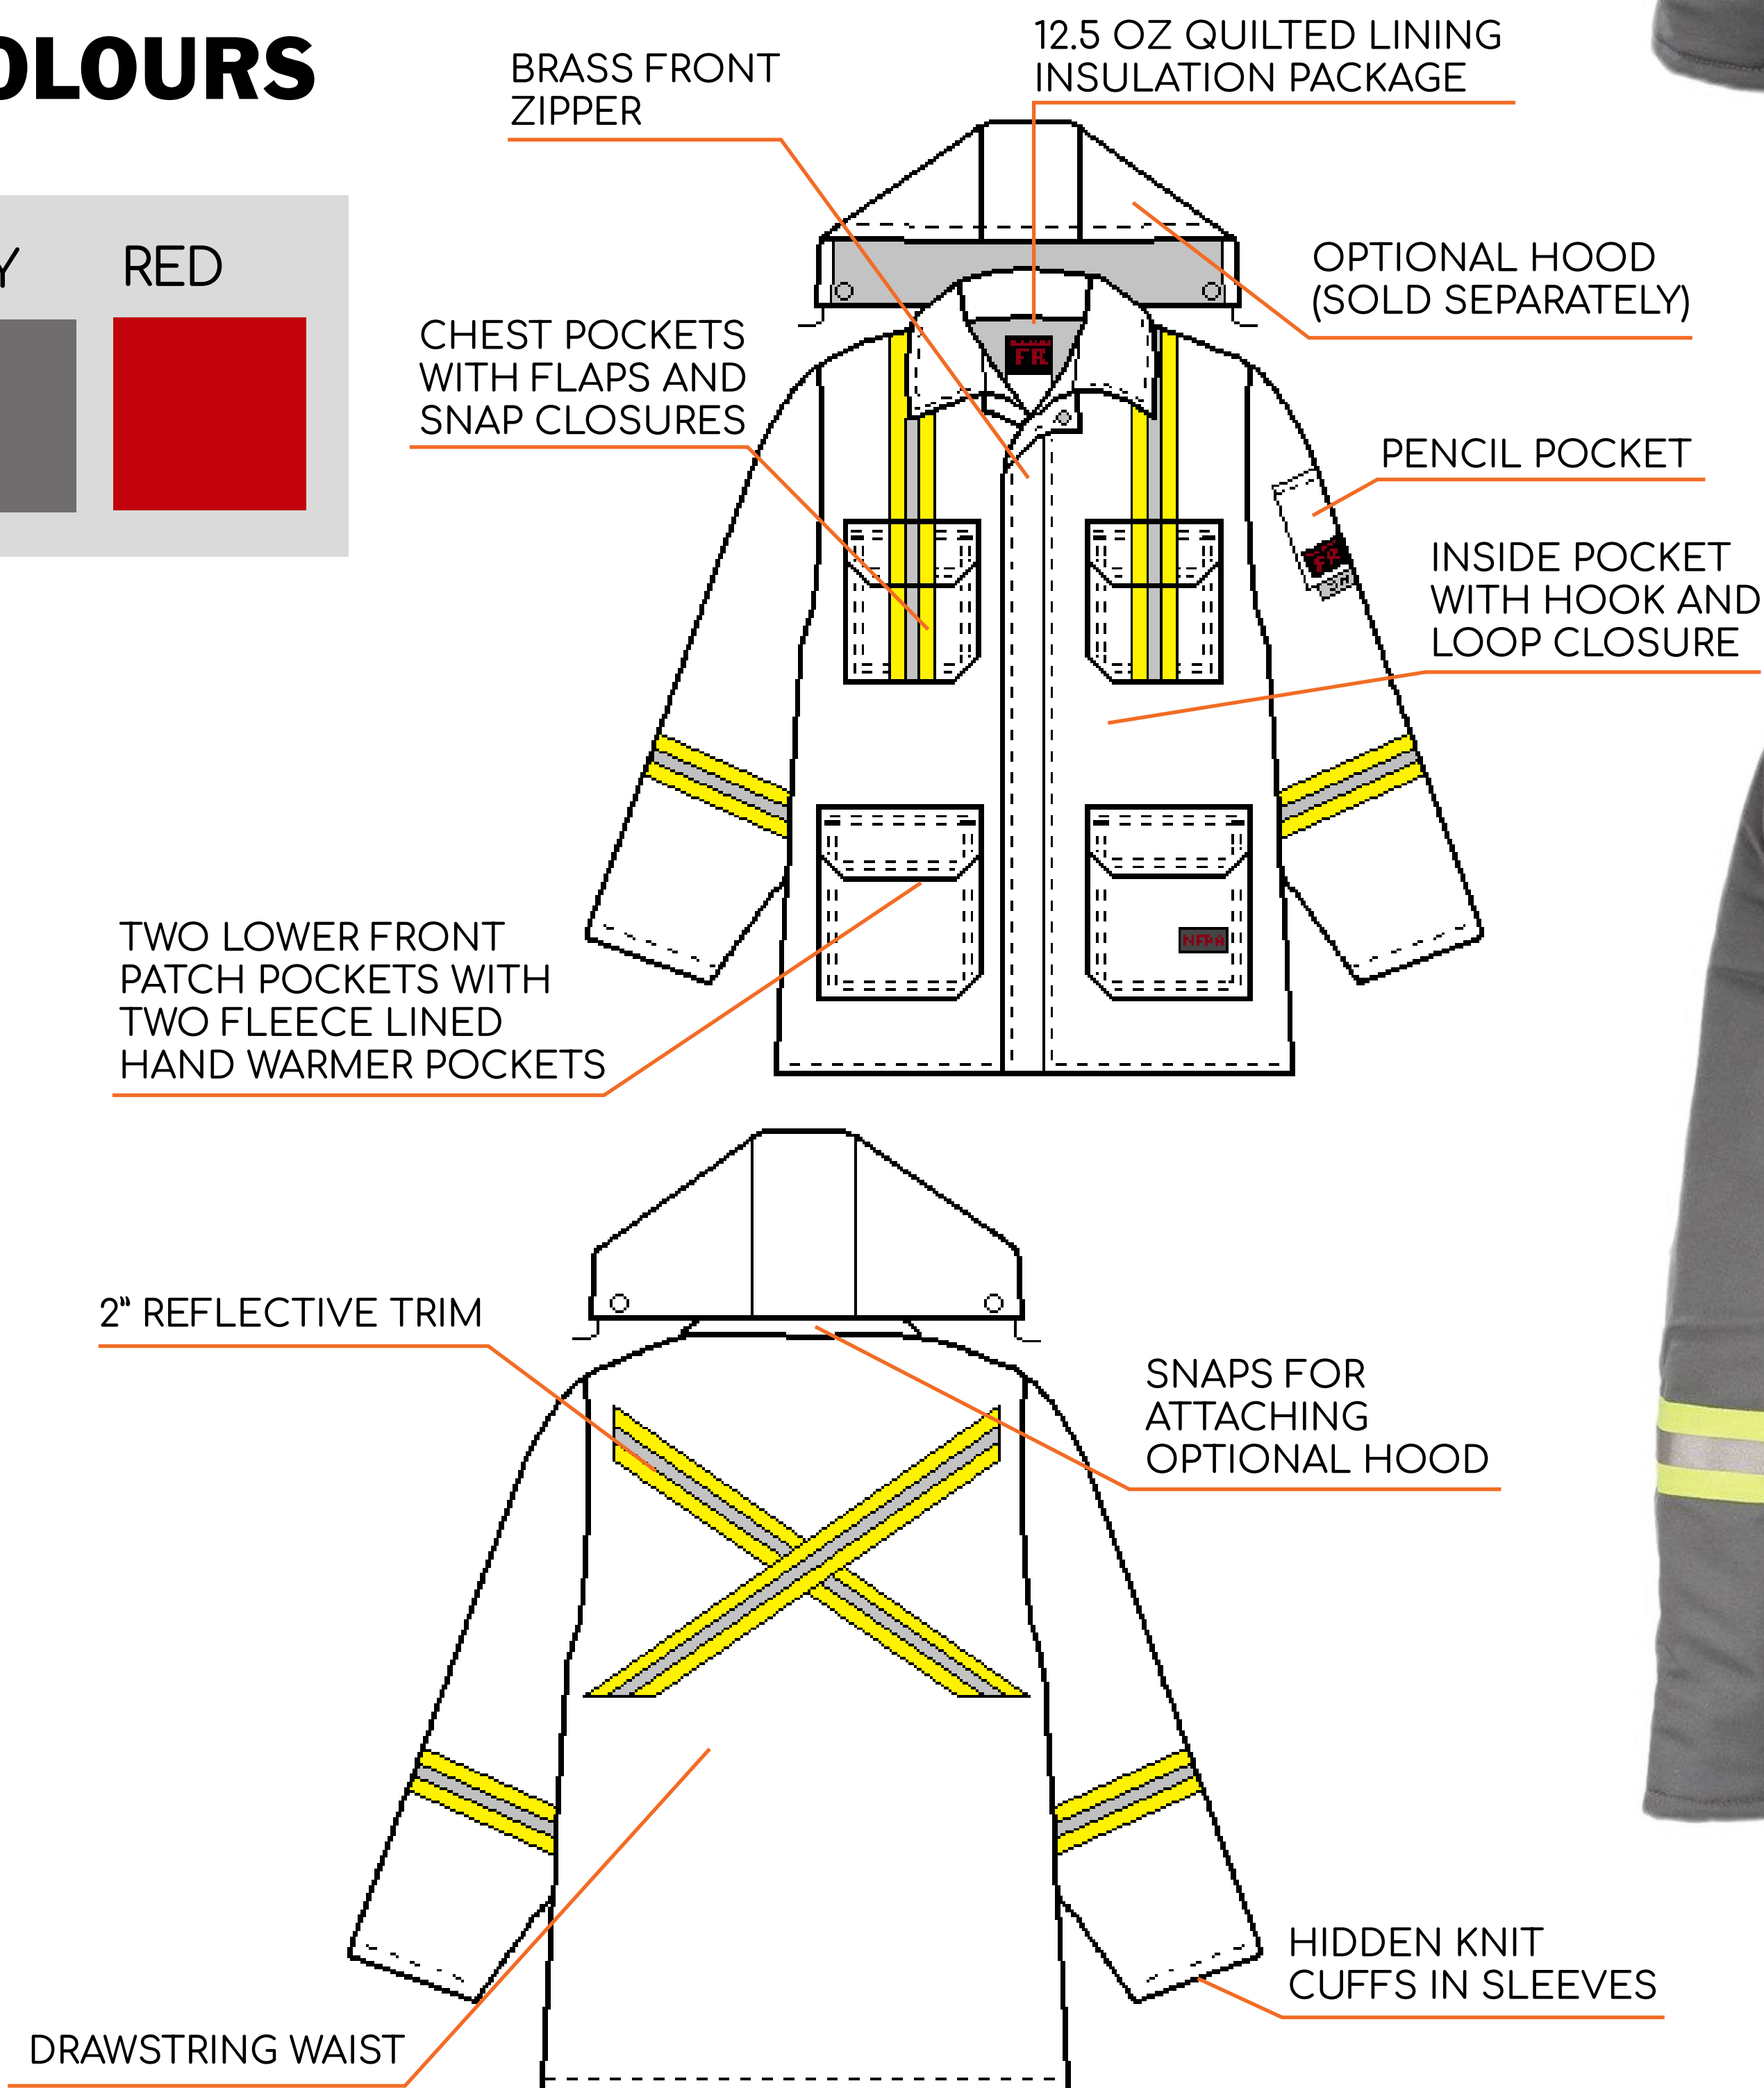 OLOURS
Y
RED
BRASS FRONT
ZIPPER
12.5 OZ QUILTED LINING
INSULATION PACKAGE
OPTIONAL HOOD
(SOLD SEPARATELY)
CHEST POCKETS
WITH FLAPS AND
SNAP CLOSURES
FR
PENCIL POCKET
FR
INSIDE POCKET
WITH HOOK AND
LOOP CLOSURE
NFPA
TWO LOWER FRONT
PATCH POCKETS WITH
TWO FLEECE LINED
HAND WARMER POCKETS
2” REFLECTIVE TRIM
SNAPS FOR
ATTACHING
OPTIONAL HOOD
HIDDEN KNIT
CUFFS IN SLEEVES
DRAWSTRING WAIST